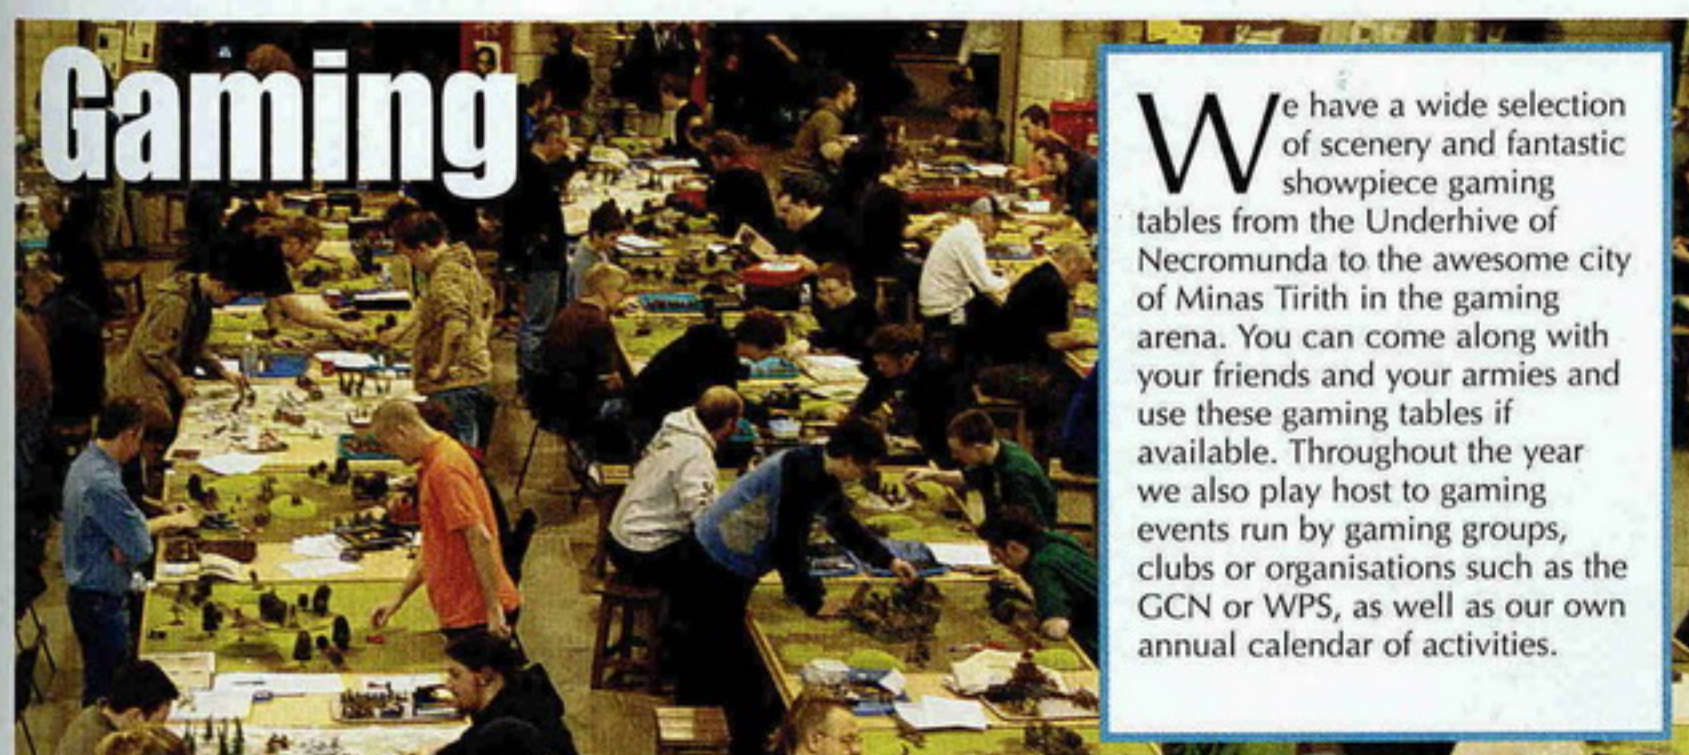 Gaming
We have a wide selection
of scenery and fantastic
showpiece gaming
tables from the Underhive of
Necromunda to the awesome city
of Minas Tirith in the gaming
arena. You can come along with
your friends and your armies and
use these gaming tables if
available. Throughout the year
we also play host to gaming
events run by gaming groups,
clubs or organisations such as the
GCN or WPS, as well as our own
annual calendar of activities.